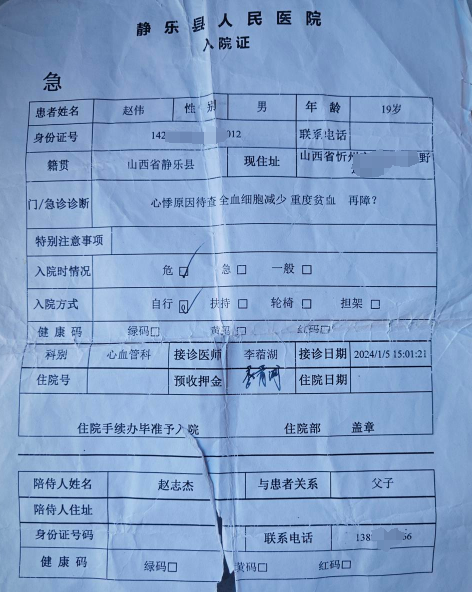 静乐县人民医院
入院证
急
患者姓名 赵伟 性别 男 年龄 19岁
身份证号 142 012 联系电话
籍贯 山西省静乐县 现住址 山西省忻州 野
门/急诊诊断 心悸原因待查全血细胞减少 重度贫血 再障?
特别注意事项
入院时情况 危☑ 急□ 一般□
入院方式 自行☑ 扶持□ 轮椅□ 担架□
健康码 绿码□ 黄码□ 红码□
科别 心血管科 接诊医师 李蓿湖 接诊日期 2024/1/5 15:01:21
住院号 预收押金 住院日期
住院手续办毕准予入院 住院部 盖章
陪侍人姓名 赵志杰 与患者关系 父子
陪侍人住址
身份证号码 联系电话 138 66
健康码 绿码□ 黄码□ 红码□